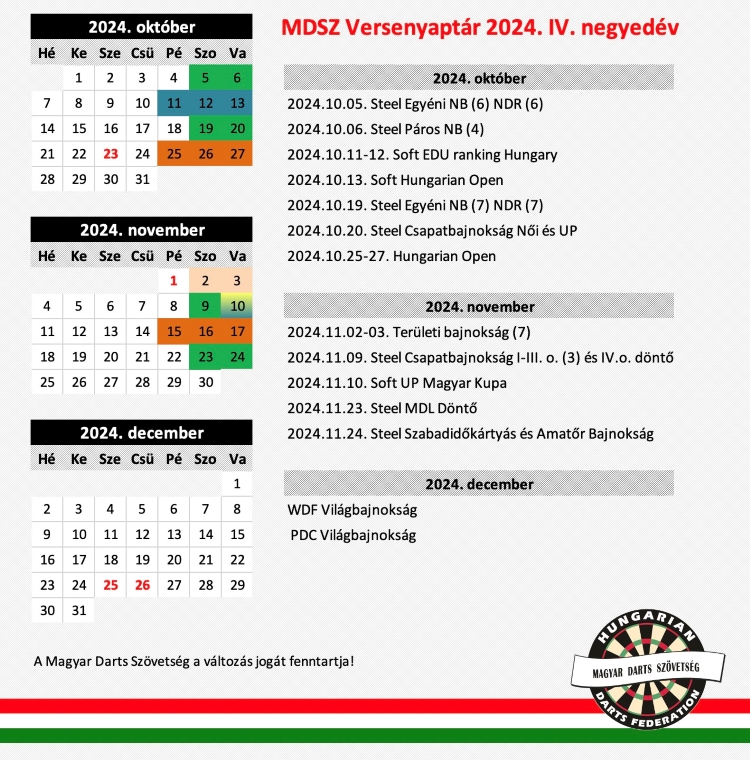 MDSZ Versenyaptár 2024. IV. negyedév
2024. október
Hé Ke Sze Csü Pé Szo Va
1 2 3 4 5 6
7 8 9 10 11 12 13
14 15 16 17 18 19 20
21 22 23 24 25 26 27
28 29 30 31
2024. november
Hé Ke Sze Csü Pé Szo Va
1 2 3
4 5 6 7 8 9 10
11 12 13 14 15 16 17
18 19 20 21 22 23 24
25 26 27 28 29 30
2024. december
Hé Ke Sze Csü Pé Szo Va
1
2 3 4 5 6 7 8
9 10 11 12 13 14 15
16 17 18 19 20 21 22
23 24 25 26 27 28 29
30 31
2024. október
2024.10.05. Steel Egyéni NB (6) NDR (6)
2024.10.06. Steel Páros NB (4)
2024.10.11-12. Soft EDU ranking Hungary
2024.10.13. Soft Hungarian Open
2024.10.19. Steel Egyéni NB (7) NDR (7)
2024.10.20. Steel Csapatbajnokság Női és UP
2024.10.25-27. Hungarian Open
2024. november
2024.11.02-03. Területi bajnokság (7)
2024.11.09. Steel Csapatbajnokság I-III. o. (3) és IV.o. döntő
2024.11.10. Soft UP Magyar Kupa
2024.11.23. Steel MDL Döntő
2024.11.24. Steel Szabadidőkártyás és Amatőr Bajnokság
2024. december
WDF Világbajnokság
PDC Világbajnokság
A Magyar Darts Szövetség a változás jogát fenntartja!
HUNGARIAN
MAGYAR DARTS SZÖVETSÉG
DARTS FEDERATION